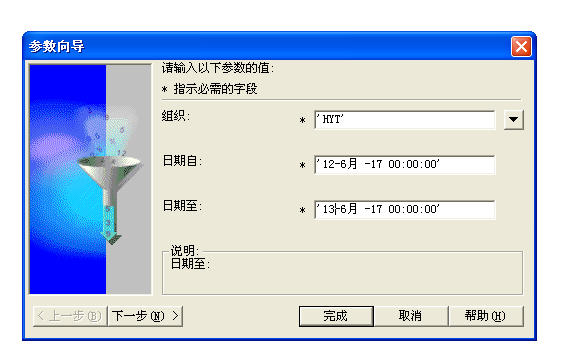 参数向导
请输入以下参数的值:
* 指示必需的字段
组织: * 'HYT'
日期自: * '12-6月 -17 00:00:00'
日期至: * '13-6月 -17 00:00:00'
说明:
日期至:
< 上一步(B) 下一步(N) > 完成 取消 帮助(H)